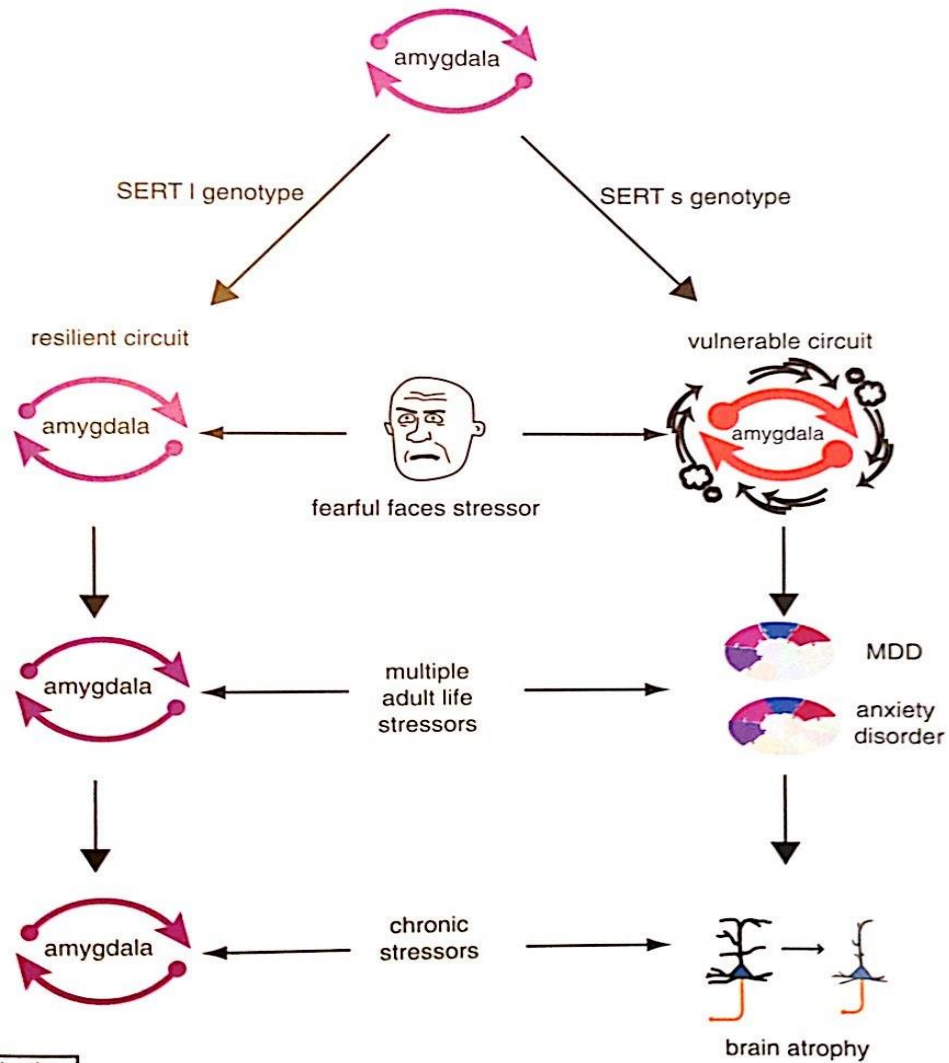 amygdala
SERT l genotype
SERT s genotype
resilient circuit
vulnerable circuit
amygdala
amygdala
fearful faces stressor
amygdala
multiple
adult life
stressors
MDD
anxiety
disorder
amygdala
chronic
stressors
brain atrophy